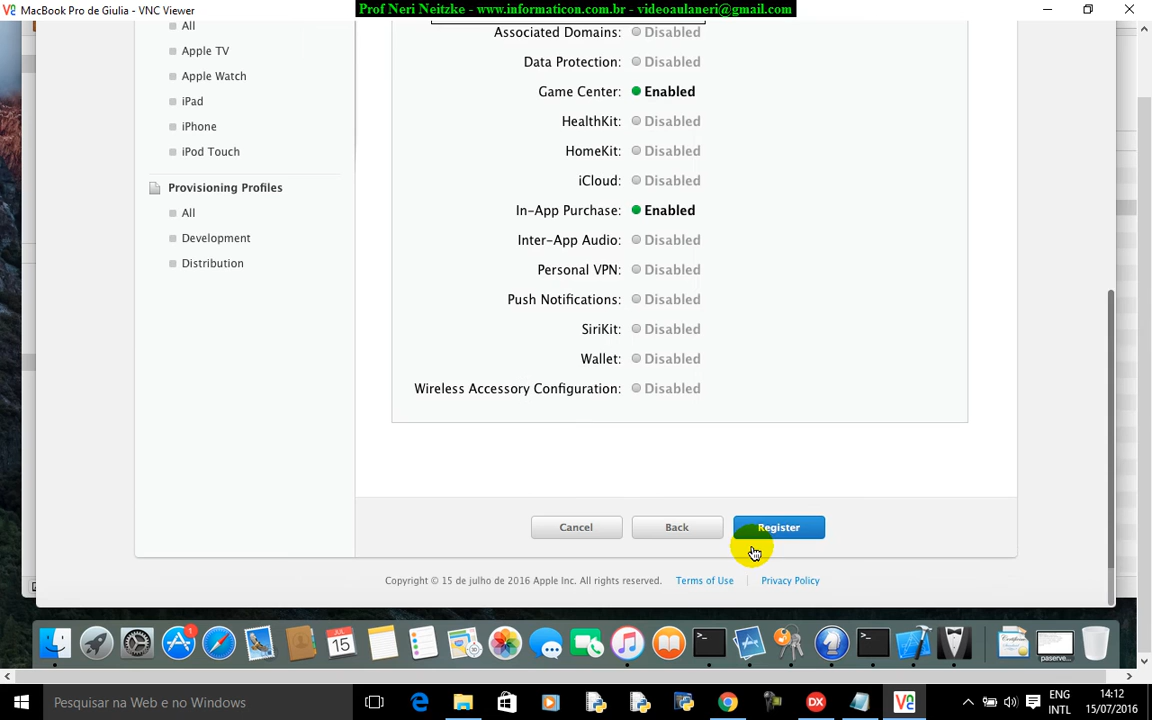 MacBook Pro de Giulia - VNC Viewer
Prof Neri Neitzke - www.informaticon.com.br - videoaulaneri@gmail.com
All
Apple TV
Apple Watch
iPad
iPhone
iPod Touch
Provisioning Profiles
All
Development
Distribution
Associated Domains: Disabled
Data Protection: Disabled
Game Center: Enabled
HealthKit: Disabled
HomeKit: Disabled
iCloud: Disabled
In-App Purchase: Enabled
Inter-App Audio: Disabled
Personal VPN: Disabled
Push Notifications: Disabled
SiriKit: Disabled
Wallet: Disabled
Wireless Accessory Configuration: Disabled
Cancel
Back
Register
Copyright © 15 de julho de 2016 Apple Inc. All rights reserved. Terms of Use | Privacy Policy
1
JUL
15
paserve...
Pesquisar na Web e no Windows
DX
ENG
INTL
14:12
15/07/2016